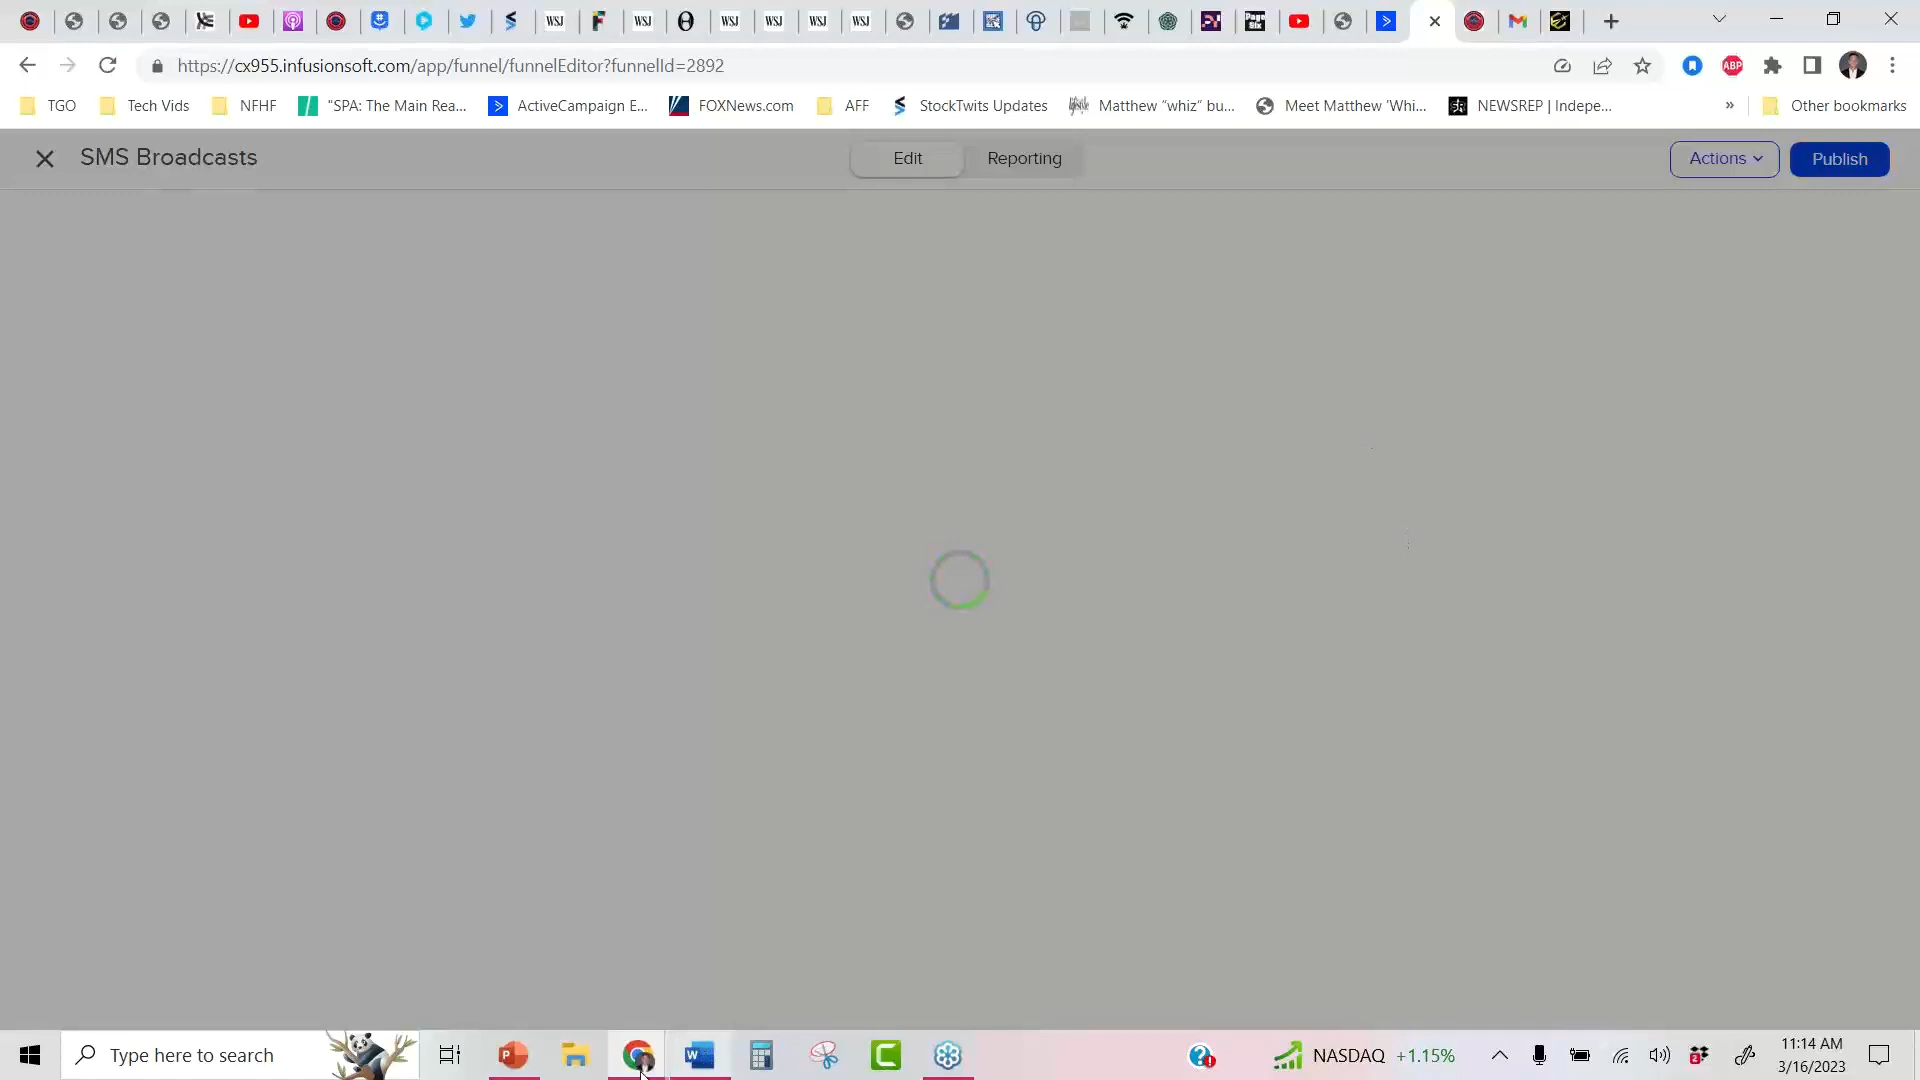 https://cx955.infusionsoft.com/app/funnel/funnelEditor?funnelId=2892
TGO
Tech Vids
NFHF
"SPA: The Main Rea...
ActiveCampaign E...
FOXNews.com
AFF
StockTwits Updates
Matthew "whiz" bu...
Meet Matthew 'Whi...
NEWSREP | Indepe...
»
Other bookmarks
SMS Broadcasts
Edit
Reporting
Actions
Publish
Type here to search
NASDAQ +1.15%
11:14 AM
3/16/2023